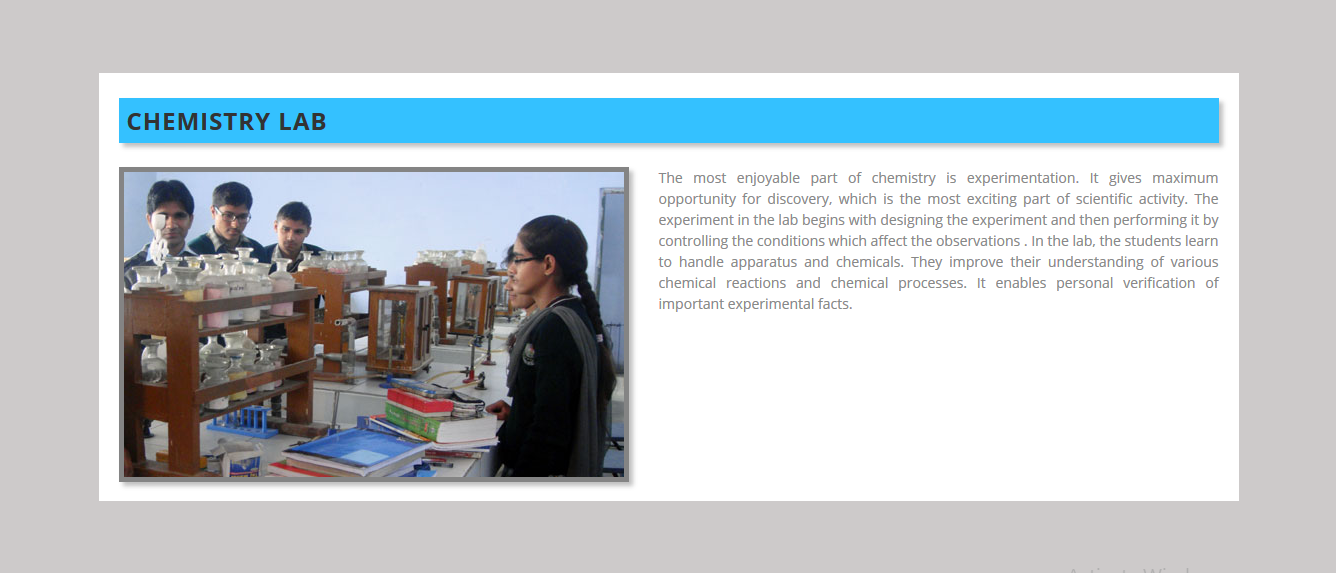 CHEMISTRY LAB
The most enjoyable part of chemistry is experimentation. It gives maximum
opportunity for discovery, which is the most exciting part of scientific activity. The
experiment in the lab begins with designing the experiment and then performing it by
controlling the conditions which affect the observations . In the lab, the students learn
to handle apparatus and chemicals. They improve their understanding of various
chemical reactions and chemical processes. It enables personal verification of
important experimental facts.